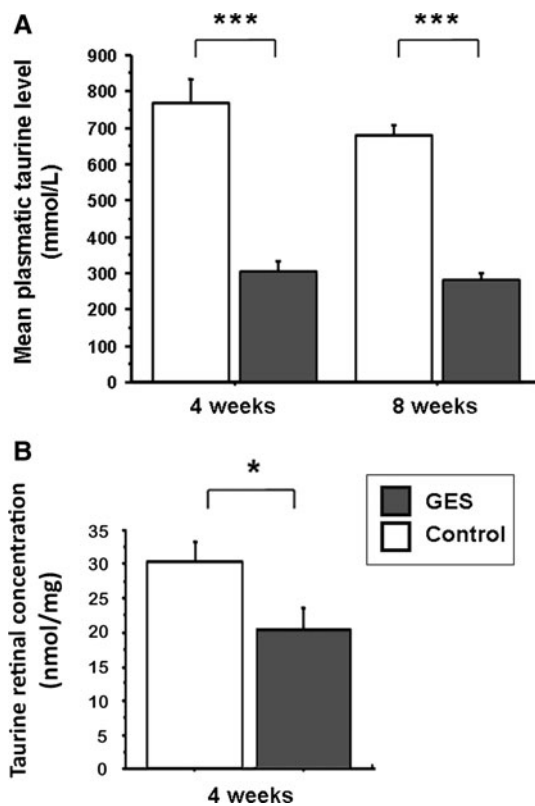 A
***
***
Mean plasmatic taurine level
(mmol/L)
900
800
700
600
500
400
300
200
100
0
4 weeks
8 weeks
B
*
GES
Control
Taurine retinal concentration
(nmol/mg)
35
30
25
20
15
10
5
0
4 weeks